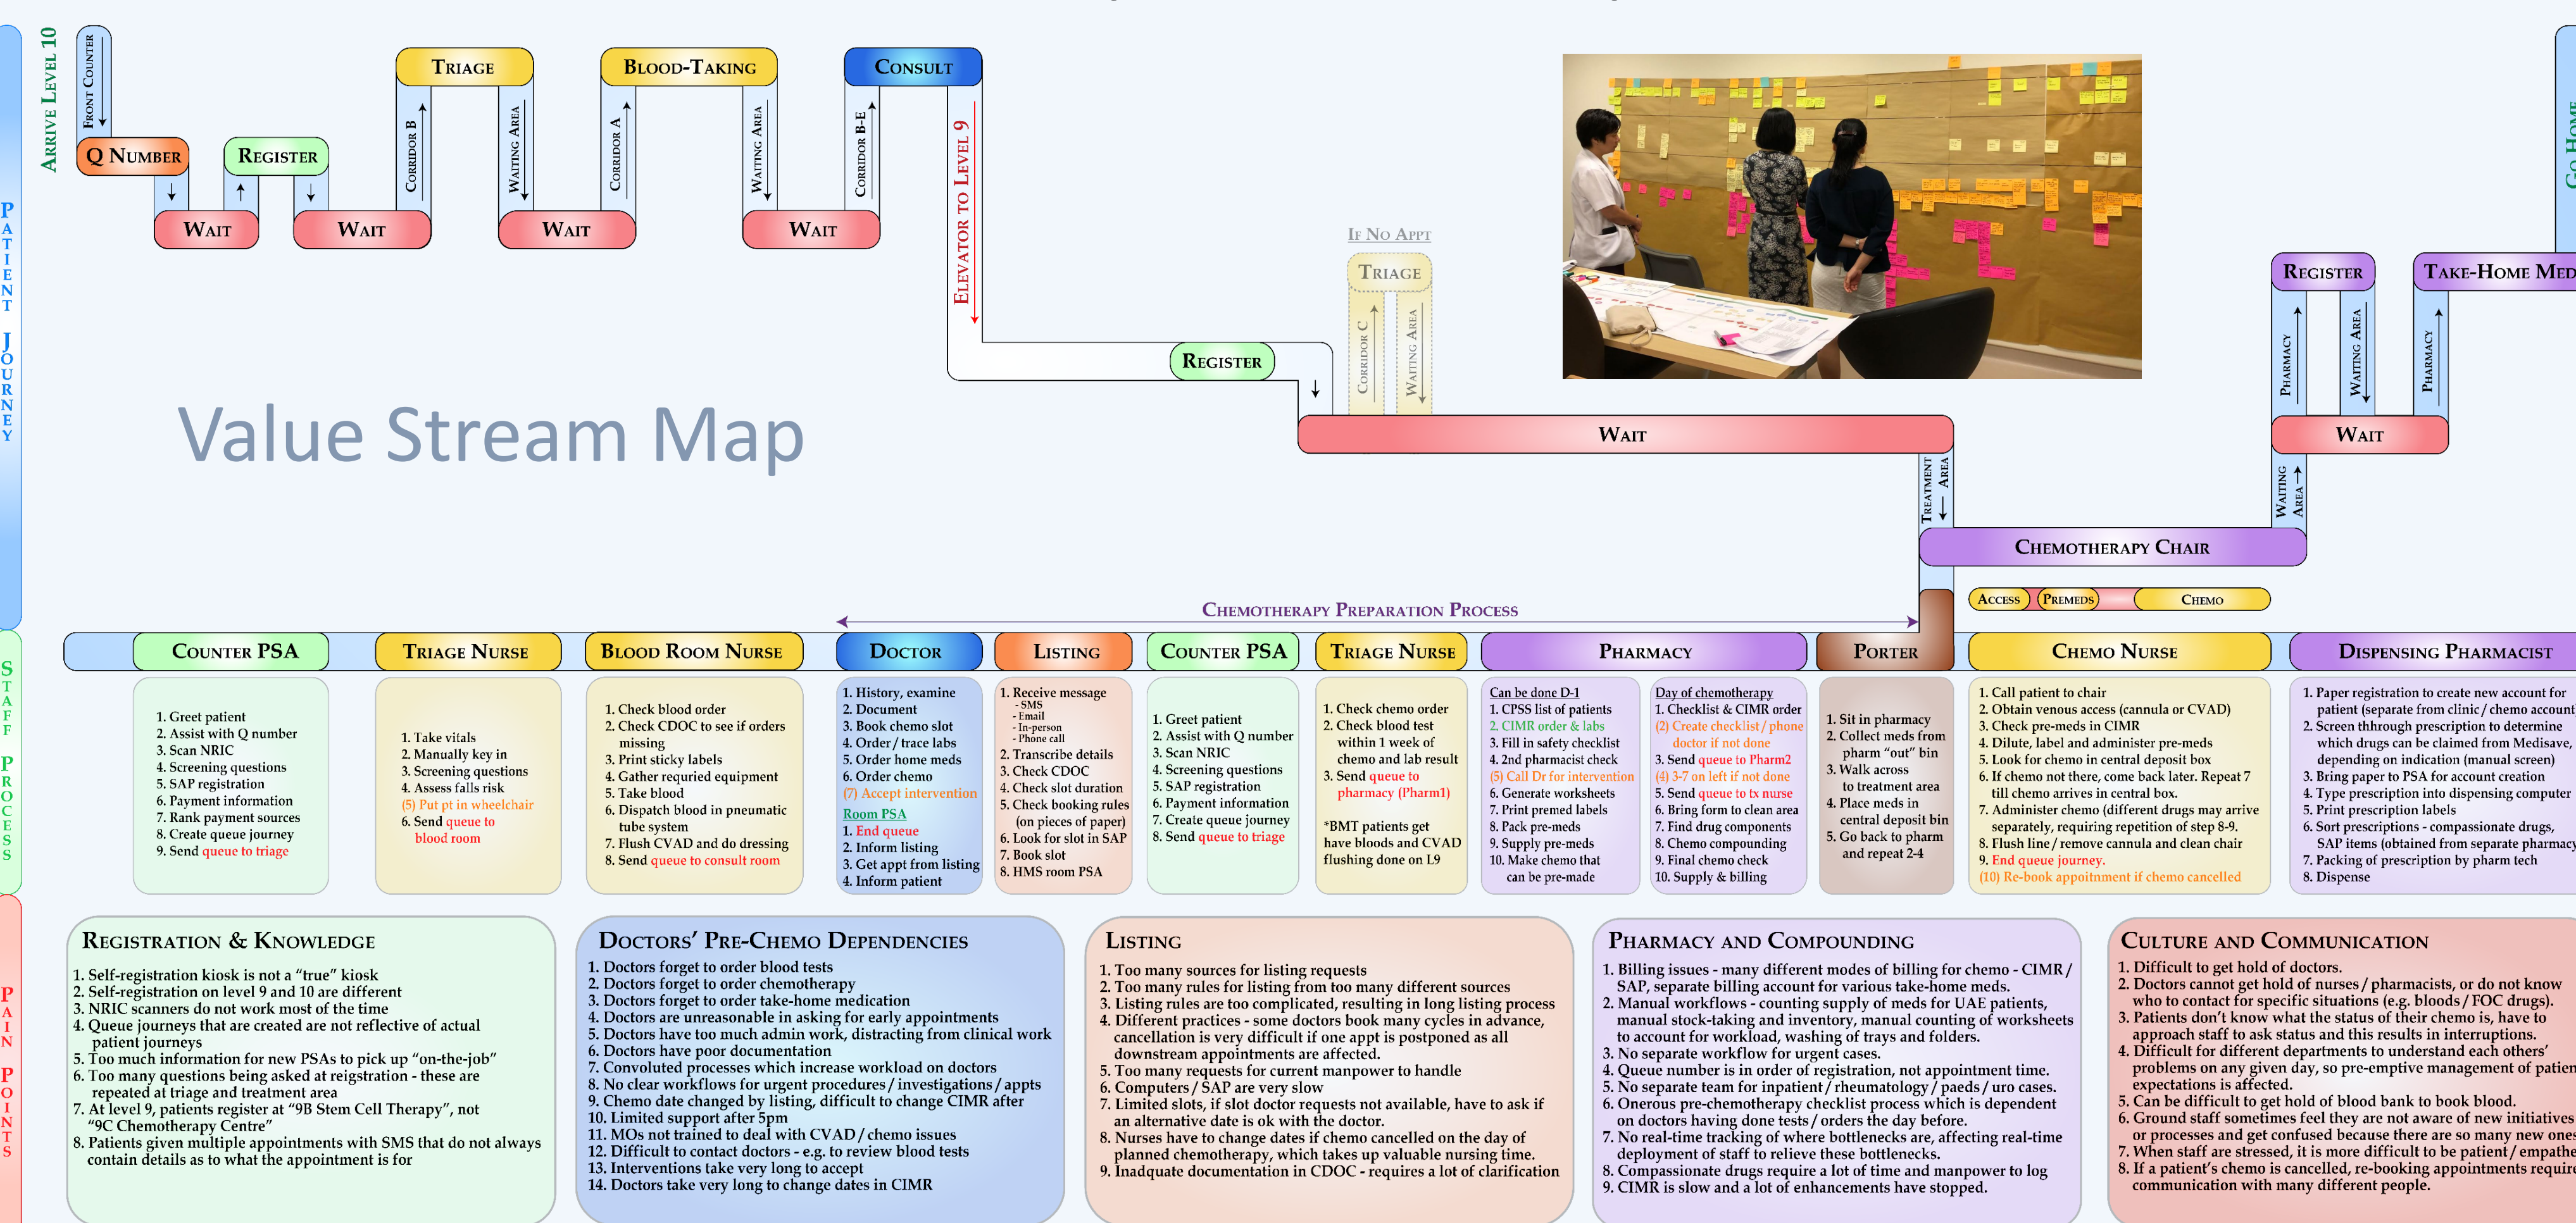 ARRIVE LEVEL 10
FRONT COUNTER
Q NUMBER
WAIT
REGISTER
WAIT
CORRIDOR B
TRIAGE
WAITING AREA
WAIT
CORRIDOR A
BLOOD-TAKING
WAITING AREA
WAIT
CORRIDOR B-E
CONSULT
ELEVATOR TO LEVEL 9
REGISTER
IF NO APPT
TRIAGE
CORRIDOR C
WAITING AREA
WAIT
TREATMENT AREA
CHEMOTHERAPY CHAIR
ACCESS
PREMEDS
CHEMO
WAITING AREA
WAIT
PHARMACY
REGISTER
WAITING AREA
PHARMACY
TAKE-HOME MED
GO HOME
PATIENT JOURNEY
Value Stream Map
CHEMOTHERAPY PREPARATION PROCESS
STAFF PROCESS
COUNTER PSA
1. Greet patient
2. Assist with Q number
3. Scan NRIC
4. Screening questions
5. SAP registration
6. Payment information
7. Rank payment sources
8. Create queue journey
9. Send queue to triage
TRIAGE NURSE
1. Take vitals
2. Manually key in
3. Screening questions
4. Assess falls risk
(5) Put pt in wheelchair
6. Send queue to
blood room
BLOOD ROOM NURSE
1. Check blood order
2. Check CDOC to see if orders
missing
3. Print sticky labels
4. Gather requried equipment
5. Take blood
6. Dispatch blood in pneumatic
tube system
7. Flush CVAD and do dressing
8. Send queue to consult room
DOCTOR
1. History, examine
2. Document
3. Book chemo slot
4. Order / trace labs
5. Order home meds
6. Order chemo
(7) Accept intervention
Room PSA
1. End queue
2. Inform listing
3. Get appt from listing
4. Inform patient
LISTING
1. Receive message
- SMS
- Email
- In-person
- Phone call
2. Transcribe details
3. Check CDOC
4. Check slot duration
5. Check booking rules
(on pieces of paper)
6. Look for slot in SAP
7. Book slot
8. HMS room PSA
COUNTER PSA
1. Greet patient
2. Assist with Q number
3. Scan NRIC
4. Screening questions
5. SAP registration
6. Payment information
7. Create queue journey
8. Send queue to triage
TRIAGE NURSE
1. Check chemo order
2. Check blood test
within 1 week of
chemo and lab result
3. Send queue to
pharmacy (Pharm1)
*BMT patients get
have bloods and CVAD
flushing done on L9
PHARMACY
Can be done D-1
1. CPSS list of patients
2. CIMR order & labs
3. Fill in safety checklist
4. 2nd pharmacist check
(5) Call Dr for intervention
6. Generate worksheets
7. Print premed labels
8. Pack pre-meds
9. Supply pre-meds
10. Make chemo that
can be pre-made
Day of chemotherapy
1. Checklist & CIMR order
(2) Create checklist / phone
doctor if not done
3. Send queue to Pharm2
(4) 3-7 on left if not done
5. Send queue to tx nurse
6. Bring form to clean area
7. Find drug components
8. Chemo compounding
9. Final chemo check
10. Supply & billing
PORTER
1. Sit in pharmacy
2. Collect meds from
pharm "out" bin
3. Walk across
to treatment area
4. Place meds in
central deposit bin
5. Go back to pharm
and repeat 2-4
CHEMO NURSE
1. Call patient to chair
2. Obtain venous access (cannula or CVAD)
3. Check pre-meds in CIMR
4. Dilute, label and administer pre-meds
5. Look for chemo in central deposit box
6. If chemo not there, come back later. Repeat 7
till chemo arrives in central box.
7. Administer chemo (different drugs may arrive
separately, requiring repetition of step 8-9.
8. Flush line / remove cannula and clean chair
9. End queue journey.
(10) Re-book appoitnment if chemo cancelled
DISPENSING PHARMACIST
1. Paper registration to create new account for
patient (separate from clinic / chemo account
2. Screen thhrough prescription to determine
which drugs can be claimed from Medisave,
depending on indication (manual screen)
3. Bring paper to PSA for account creation
4. Type prescription into dispensing computer
5. Print prescription labels
6. Sort prescriptions - compassionate drugs,
SAP items (obtained from separate pharmacy
7. Packing of prescription by pharm tech
8. Dispense
PAIN POINTS
REGISTRATION & KNOWLEDGE
1. Self-registration kiosk is not a "true" kiosk
2. Self-registration on level 9 and 10 are different
3. NRIC scanners do not work most of the time
4. Queue journeys that are created are not reflective of actual
patient journeys
5. Too much information for new PSAs to pick up "on-the-job"
6. Too many questions being asked at reigstration - these are
repeated at triage and treatment area
7. At level 9, patients register at "9B Stem Cell Therapy", not
"9C Chemotherapy Centre"
8. Patients given multiple appointments with SMS that do not always
contain details as to what the appointment is for
DOCTORS' PRE-CHEMO DEPENDENCIES
1. Doctors forget to order blood tests
2. Doctors forget to order chemotherapy
3. Doctors forget to order take-home medication
4. Doctors are unreasonable in asking for early appointments
5. Doctors have too much admin work, distracting from clinical work
6. Doctors have poor documentation
7. Convoluted processes which increase workload on doctors
8. No clear workflows for urgent procedures / investigations / appts
9. Chemo date changed by listing, difficult to change CIMR after
10. Limited support after 5pm
11. MOs not trained to deal with CVAD / chemo issues
12. Difficult to contact doctors - e.g. to review blood tests
13. Interventions take very long to accept
14. Doctors take very long to change dates in CIMR
LISTING
1. Too many sources for listing requests
2. Too many rules for listing from too many different sources
3. Listing rules are too complicated, resulting in long listing process
4. Different practices - some doctors book many cycles in advance,
cancellation is very difficult if one appt is postponed as all
downstream appointments are affected.
5. Too many requests for current manpower to handle
6. Computers / SAP are very slow
7. Limited slots, if slot doctor requests not available, have to ask if
an alternative date is ok with the doctor.
8. Nurses have to change dates if chemo cancelled on the day of
planned chemotherapy, which takes up valuable nursing time.
9. Inadquate documentation in CDOC - requires a lot of clarification
PHARMACY AND COMPOUNDING
1. Billing issues - many different modes of billing for chemo - CIMR /
SAP, separate billing account for various take-home meds.
2. Manual workflows - counting supply of meds for UAE patients,
manual stock-taking and inventory, manual counting of worksheets
to account for workload, washing of trays and folders.
3. No separate workflow for urgent cases.
4. Queue number is in order of registration, not appointment time.
5. No separate team for inpatient / rheumatology / paeds / uro cases.
6. Onerous pre-chemotherapy checklist process which is dependent
on doctors having done tests / orders the day before.
7. No real-time tracking of where bottlenecks are, affecting real-time
deployment of staff to relieve these bottlenecks.
8. Compassionate drugs require a lot of time and manpower to log
9. CIMR is slow and a lot of enhancements have stopped.
CULTURE AND COMMUNICATION
1. Difficult to get hold of doctors.
2. Doctors cannot get hold of nurses / pharmacists, or do not know
who to contact for specific situations (e.g. bloods / FOC drugs).
3. Patients don't know what the status of their chemo is, have to
approach staff to ask status and this results in interruptions.
4. Difficult for different departments to understand each others'
problems on any given day, so pre-emptive management of patien
expectations is affected.
5. Can be difficult to get hold of blood bank to book blood.
6. Ground staff sometimes feel they are not aware of new initiatives
or processes and get confused because there are so many new ones
7. When staff are stressed, it is more difficult to be patient / empathe
8. If a patient's chemo is cancelled, re-booking appointments require
communication with many different people.